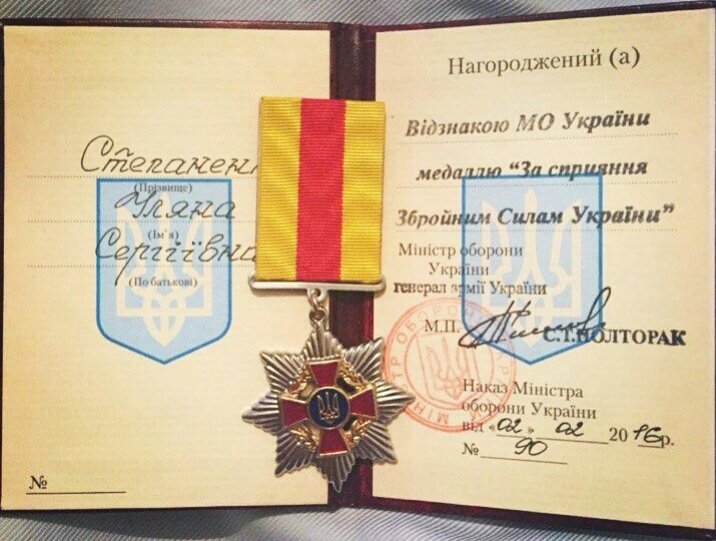 (Прізвище)
Уляна
(Ім'я)
Сергіївна
(По батькові)
№
Нагороджений (а)
Відзнакою МО України
медаллю "За сприяння
Збройним Силам України"
Міністр оборони
України
генерал армії України
М.П.
С.Т.ПОЛТОРАК
Наказ Міністра
оборони України
від «02» 02 2016р.
№ 90